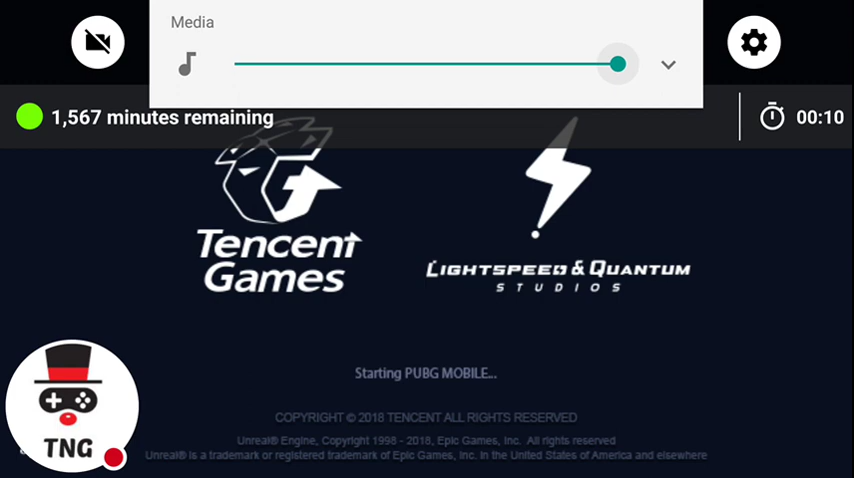 Media
1,567 minutes remaining
00:10
Tencent
Games
LIGHTSPEED & QUANTUM
STUDIOS
Starting PUBG MOBILE...
COPYRIGHT © 2018 TENCENT ALL RIGHTS RESERVED
Unreal® Engine, Copyright 1998 - 2018, Epic Games, Inc. All rights reserved
Unreal® is a trademark or registered trademark of Epic Games, Inc. in the United States of America and elsewhere
TNG